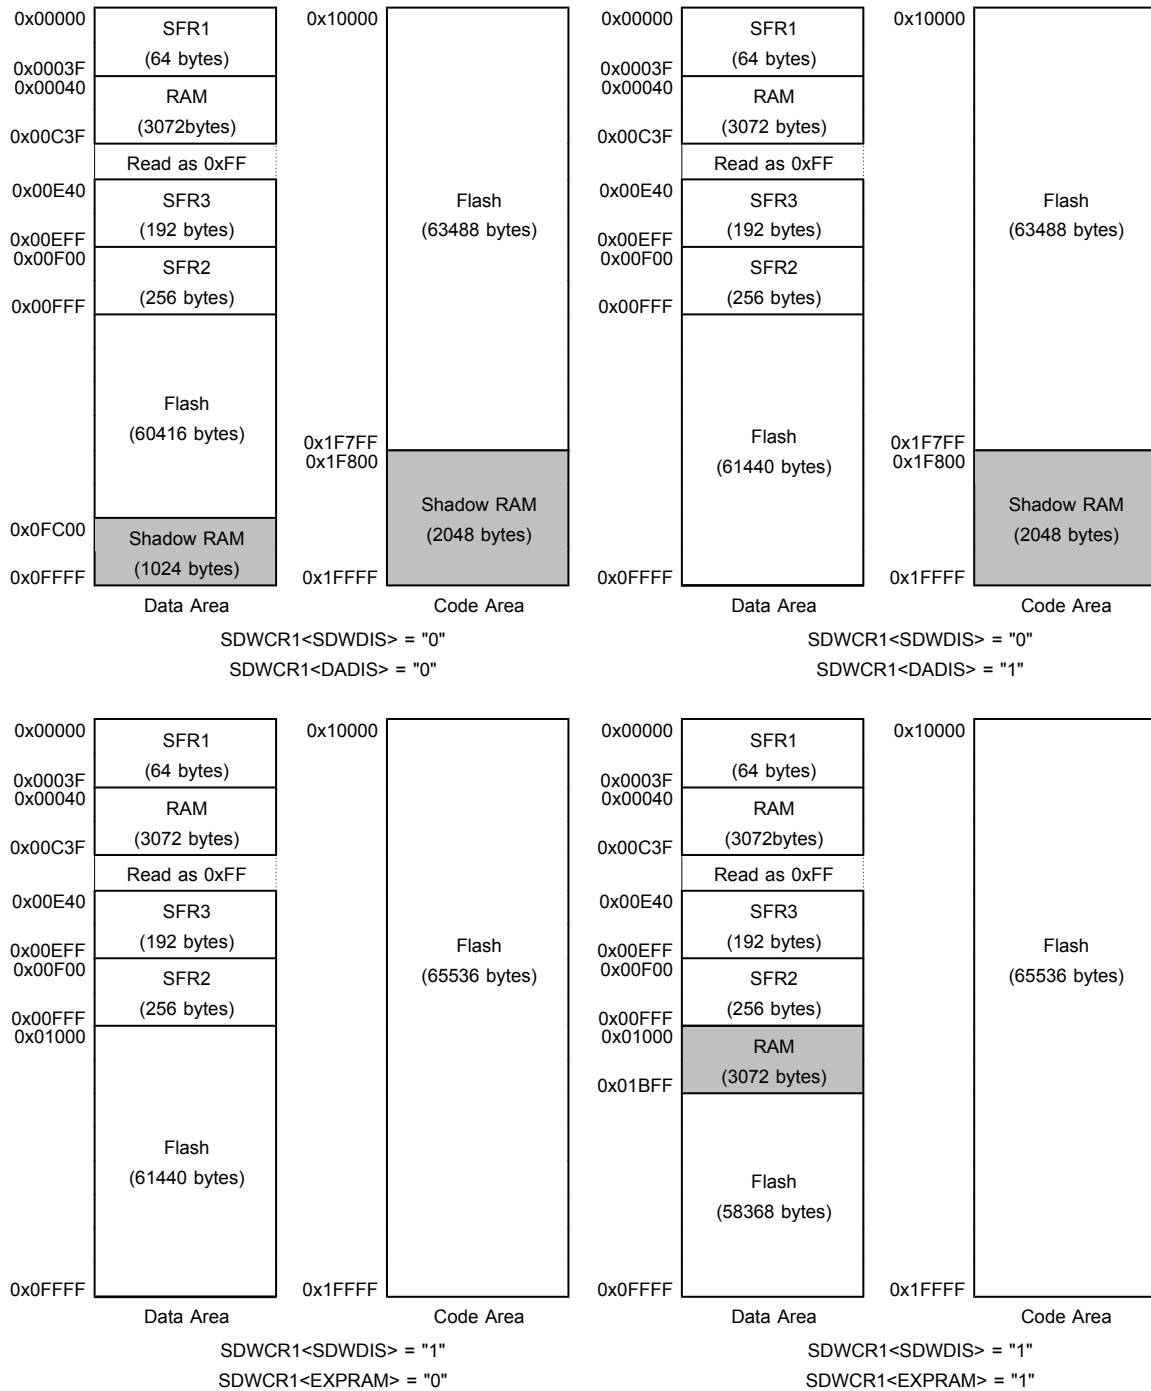 0x00000
SFR1
(64 bytes)
0x0003F
0x00040
RAM
(3072bytes)
0x00C3F
Read as 0xFF
0x00E40
SFR3
(192 bytes)
0x00EFF
0x00F00
SFR2
(256 bytes)
0x00FFF
Flash
(60416 bytes)
0x0FC00
Shadow RAM
(1024 bytes)
0x0FFFF
Data Area
0x10000
Flash
(63488 bytes)
0x1F7FF
0x1F800
Shadow RAM
(2048 bytes)
0x1FFFF
Code Area
SDWCR1<SDWDIS> = "0"
SDWCR1<DADIS> = "0"
0x00000
SFR1
(64 bytes)
0x0003F
0x00040
RAM
(3072 bytes)
0x00C3F
Read as 0xFF
0x00E40
SFR3
(192 bytes)
0x00EFF
0x00F00
SFR2
(256 bytes)
0x00FFF
Flash
(61440 bytes)
0x0FFFF
Data Area
0x10000
Flash
(63488 bytes)
0x1F7FF
0x1F800
Shadow RAM
(2048 bytes)
0x1FFFF
Code Area
SDWCR1<SDWDIS> = "0"
SDWCR1<DADIS> = "1"
0x00000
SFR1
(64 bytes)
0x0003F
0x00040
RAM
(3072 bytes)
0x00C3F
Read as 0xFF
0x00E40
SFR3
(192 bytes)
0x00EFF
0x00F00
SFR2
(256 bytes)
0x00FFF
0x01000
Flash
(61440 bytes)
0x0FFFF
Data Area
0x10000
Flash
(65536 bytes)
0x1FFFF
Code Area
SDWCR1<SDWDIS> = "1"
SDWCR1<EXPRAM> = "0"
0x00000
SFR1
(64 bytes)
0x0003F
0x00040
RAM
(3072bytes)
0x00C3F
Read as 0xFF
0x00E40
SFR3
(192 bytes)
0x00EFF
0x00F00
SFR2
(256 bytes)
0x00FFF
0x01000
RAM
(3072 bytes)
0x01BFF
Flash
(58368 bytes)
0x0FFFF
Data Area
0x10000
Flash
(65536 bytes)
0x1FFFF
Code Area
SDWCR1<SDWDIS> = "1"
SDWCR1<EXPRAM> = "1"